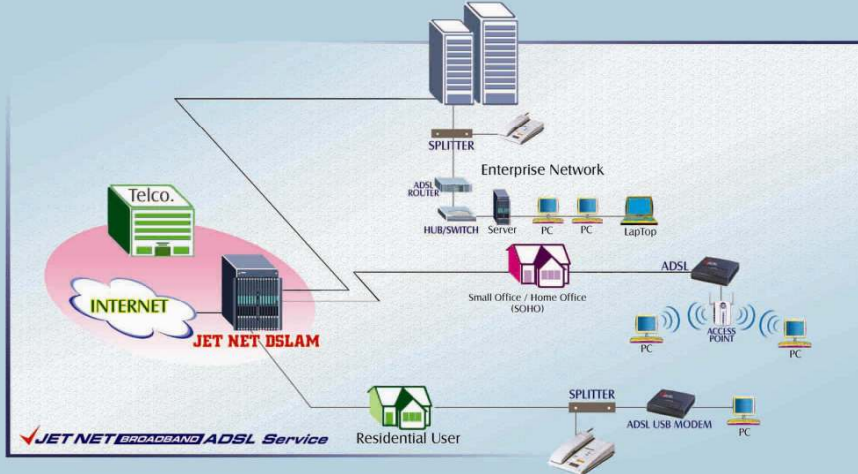 SPLITTER
Enterprise Network
ADSL
ROUTER
HUB/SWITCH
Server
PC
PC
LapTop
Telco.
INTERNET
JET NET DSLAM
Small Office / Home Office
(SOHO)
ADSL
ACCESS
POINT
PC
PC
SPLITTER
ADSL USB MODEM
PC
Residential User
JET NET BROADBAND ADSL Service